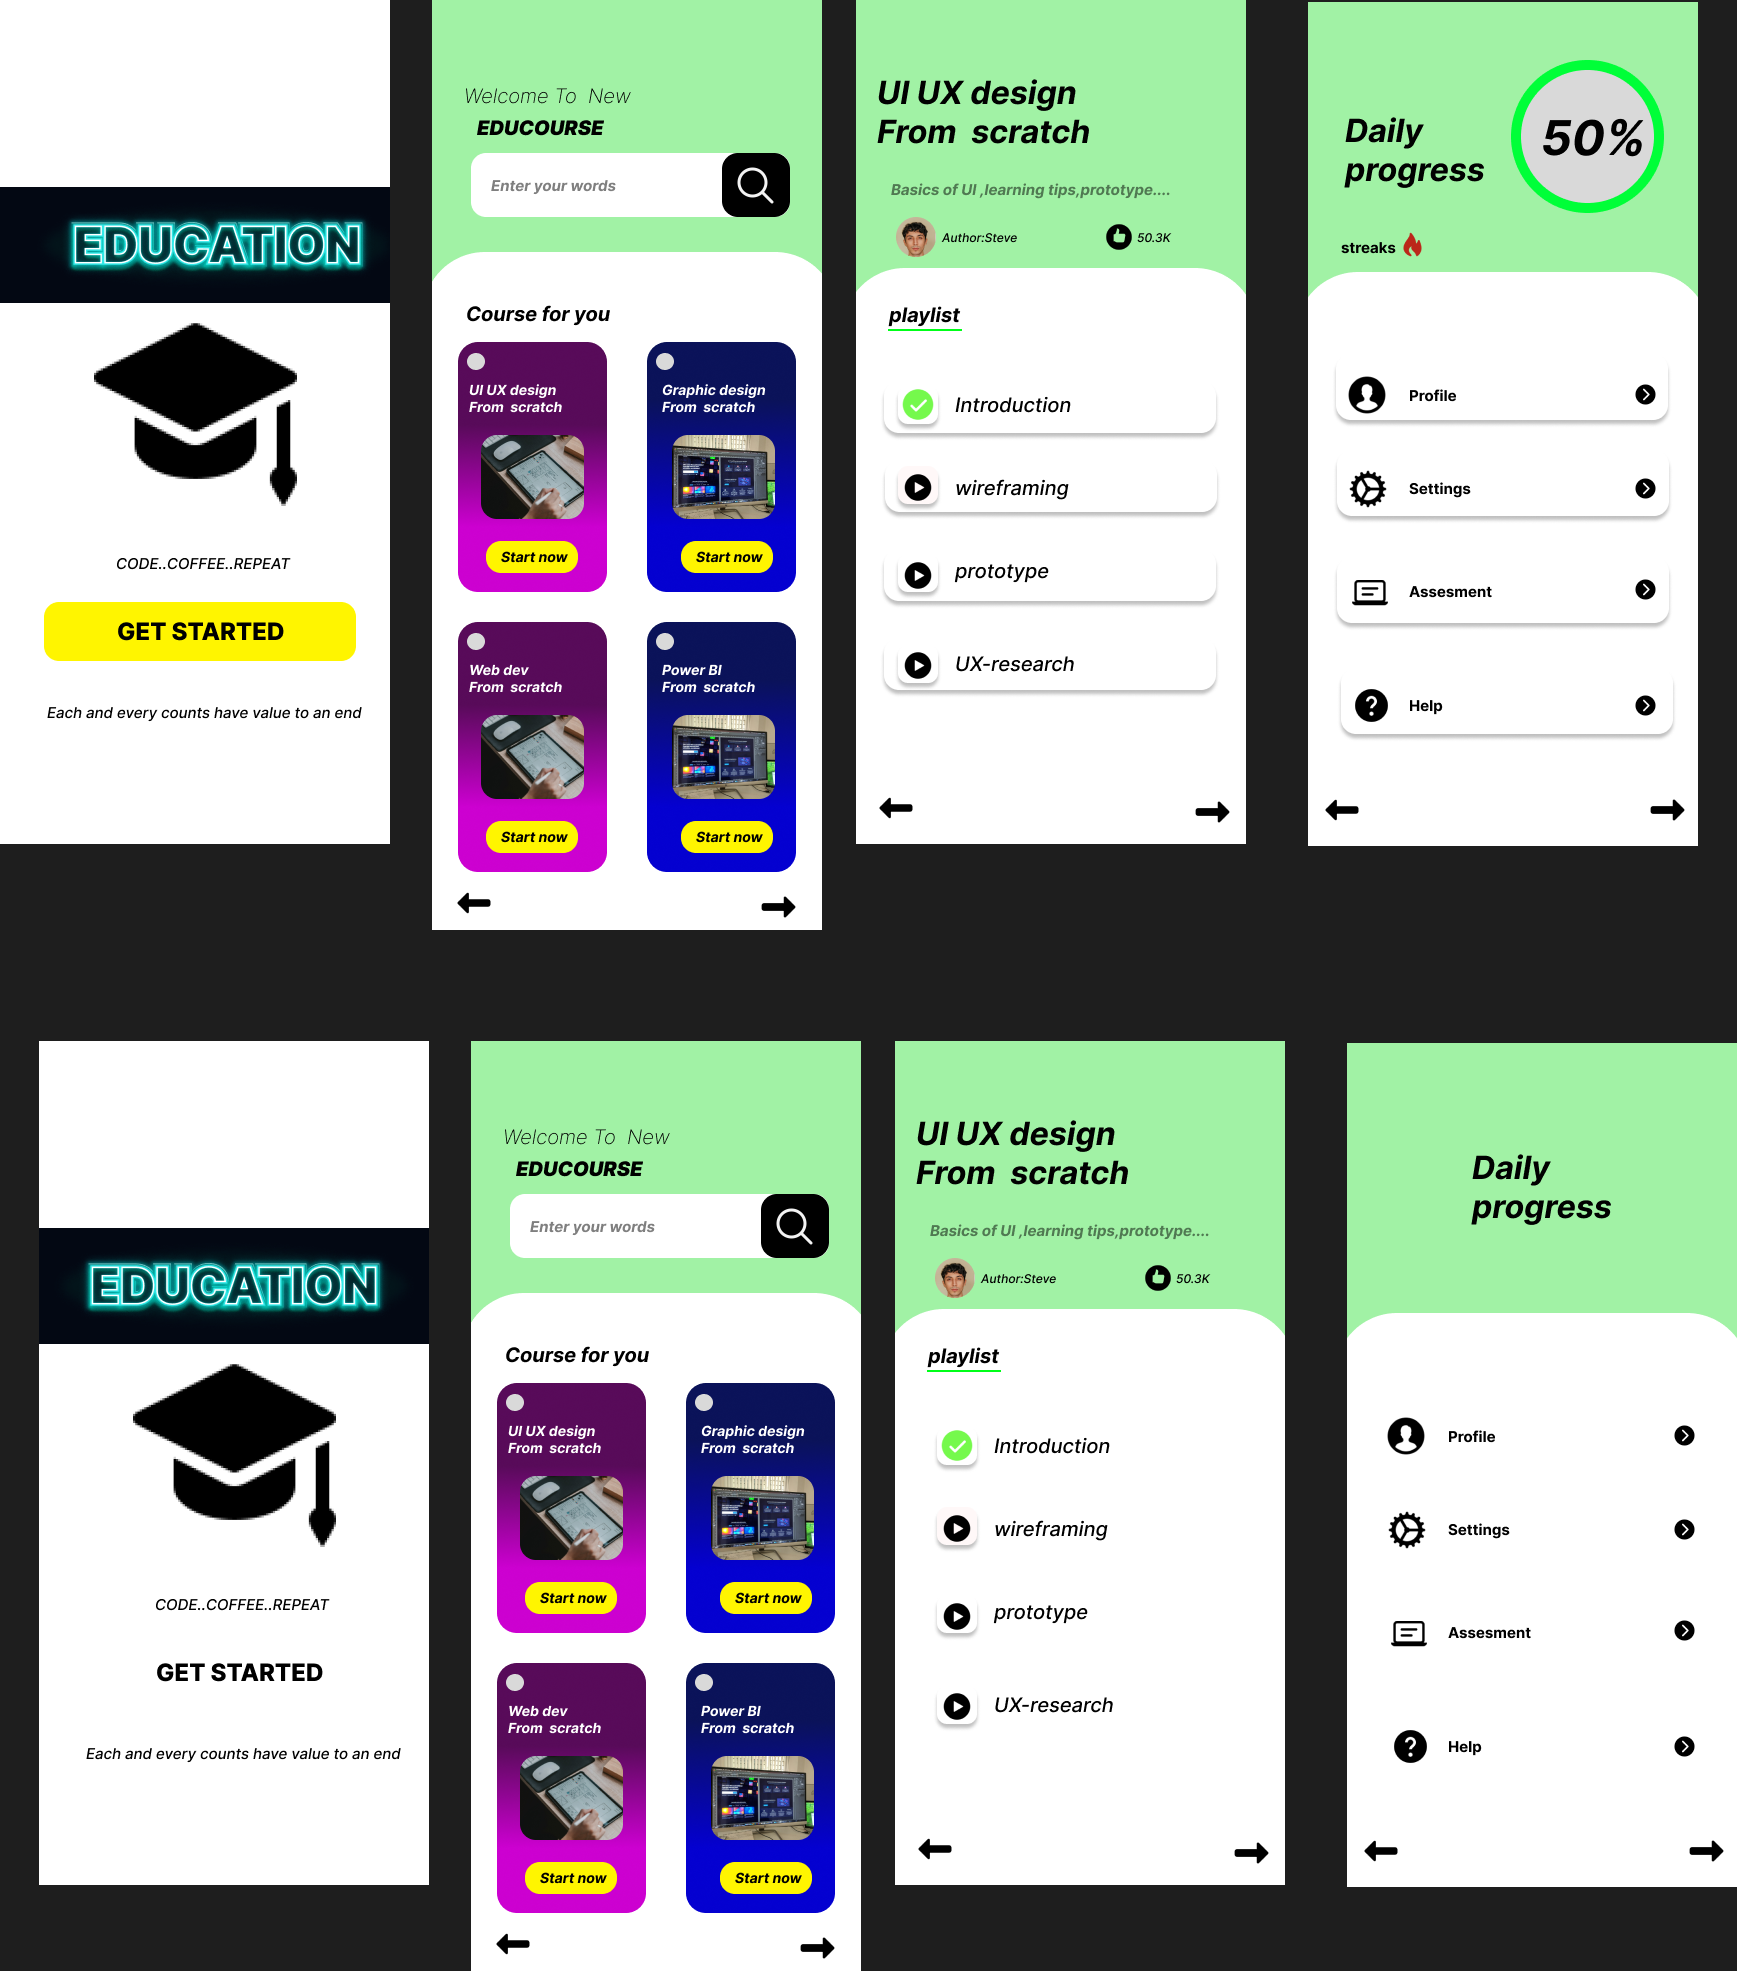 EDUCATION
CODE..COFFEE..REPEAT
GET STARTED
Each and every counts have value to an end
Welcome To New
EDUCOURSE
Enter your words
Course for you
UI UX design
From scratch
Start now
Graphic design
From scratch
Start now
Web dev
From scratch
Start now
Power BI
From scratch
Start now
UI UX design
From scratch
Basics of UI ,learning tips,prototype....
Author:Steve
50.3K
playlist
Introduction
wireframing
prototype
UX-research
Daily
progress
50%
streaks
Profile
Settings
Assesment
Help
EDUCATION
CODE..COFFEE..REPEAT
GET STARTED
Each and every counts have value to an end
Welcome To New
EDUCOURSE
Enter your words
Course for you
UI UX design
From scratch
Start now
Graphic design
From scratch
Start now
Web dev
From scratch
Start now
Power BI
From scratch
Start now
UI UX design
From scratch
Basics of UI ,learning tips,prototype....
Author:Steve
50.3K
playlist
Introduction
wireframing
prototype
UX-research
Daily
progress
Profile
Settings
Assesment
Help